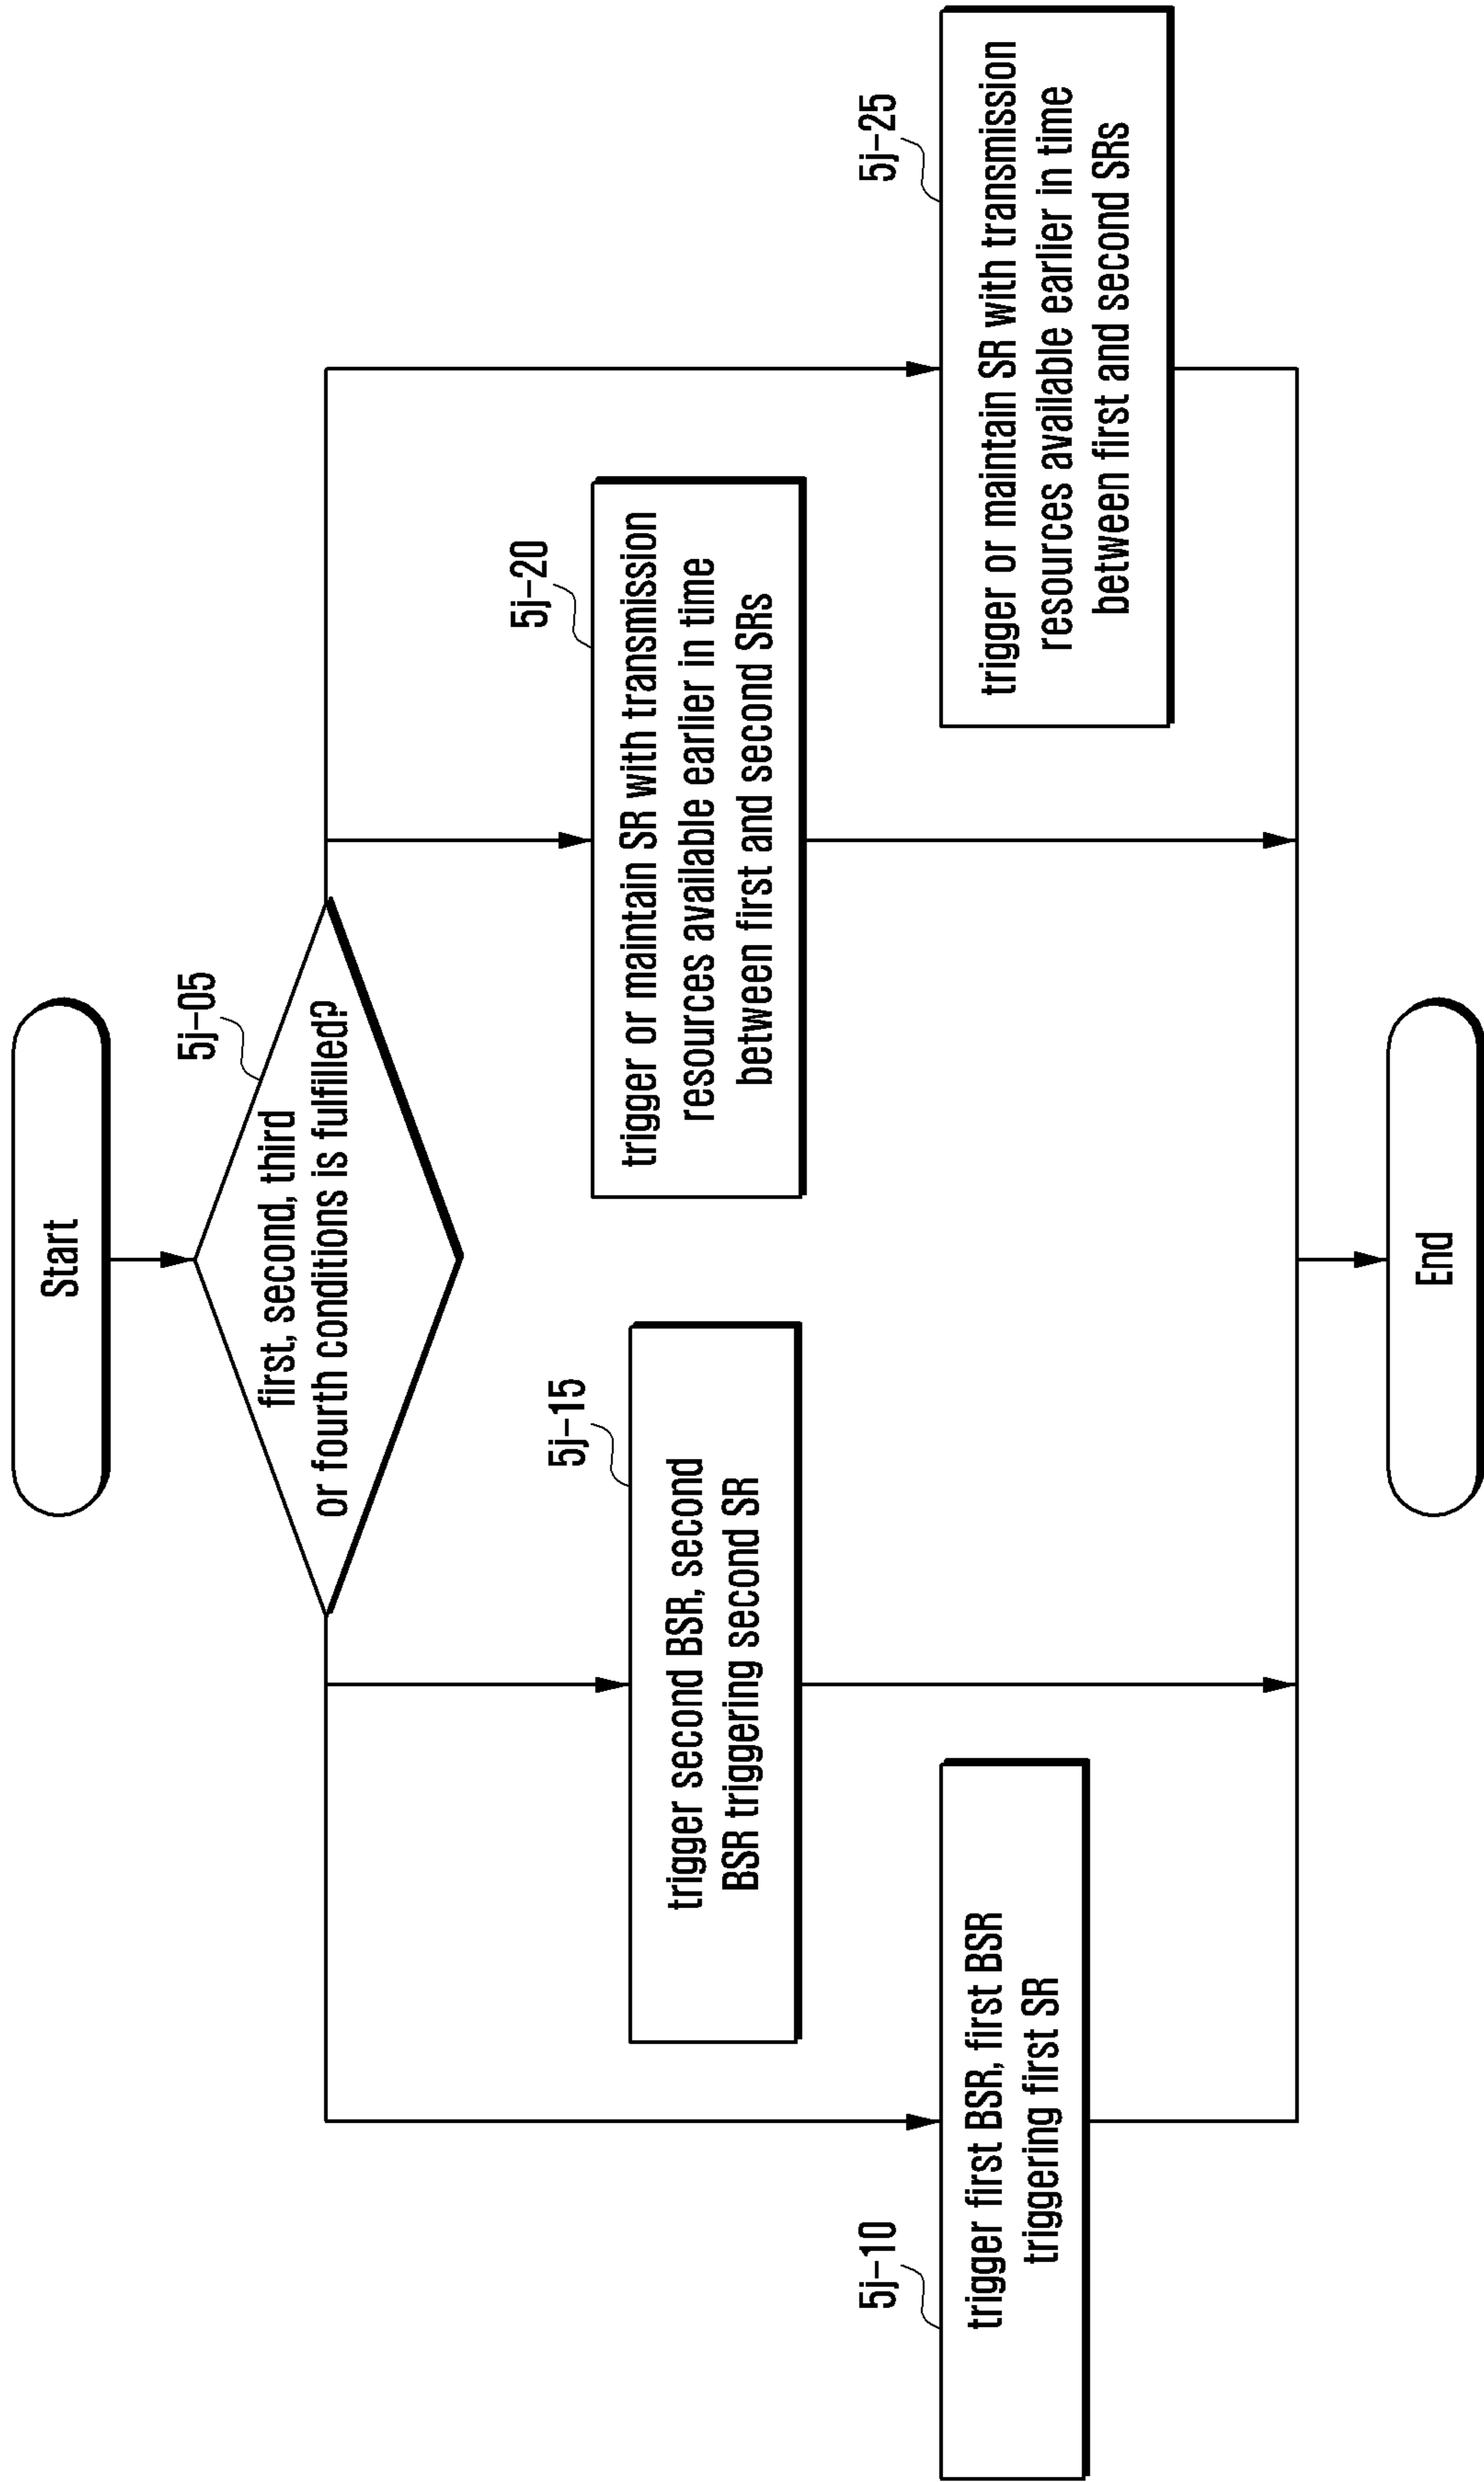 Start
5j-05
first, second, third
or fourth conditions is fulfilled?
5j-15
trigger second BSR, second
BSR triggering second SR
5j-20
trigger or maintain SR with transmission
resources available earlier in time
between first and second SRs
5j-10
trigger first BSR, first BSR
triggering first SR
5j-25
trigger or maintain SR with transmission
resources available earlier in time
between first and second SRs
End